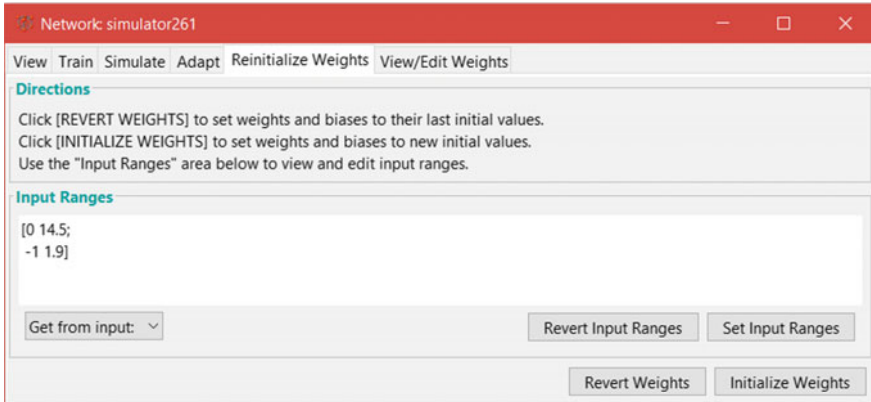 Network: simulator261
View Train Simulate Adapt Reinitialize Weights View/Edit Weights
Directions
Click [REVERT WEIGHTS] to set weights and biases to their last initial values.
Click [INITIALIZE WEIGHTS] to set weights and biases to new initial values.
Use the "Input Ranges" area below to view and edit input ranges.
Input Ranges
[0 14.5;
-1 1.9]
Get from input: Revert Input Ranges Set Input Ranges
Revert Weights Initialize Weights